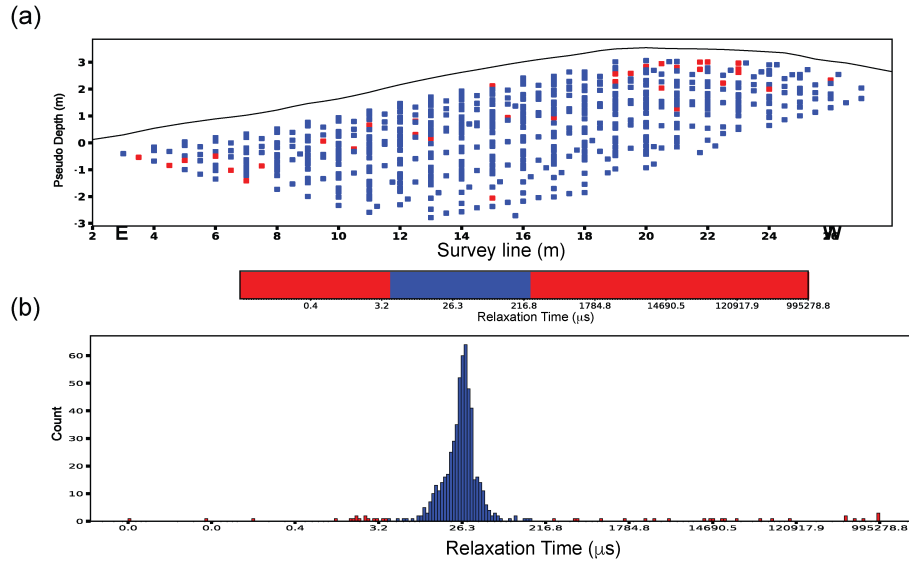 (a)
Pseudo Depth (m)
3
2
1
0
-1
-2
-3
2 4 6 8 10 12 14 16 18 20 22 24
E W
Survey line (m)
0.4 3.2 26.3 216.8 1784.8 14690.5 120917.9 995278.8
Relaxation Time (μs)
(b)
Count
60
50
40
30
20
10
0
0.0 0.0 0.4 3.2 26.3 216.8 1784.8 14690.5 120917.9 995278.8
Relaxation Time (μs)